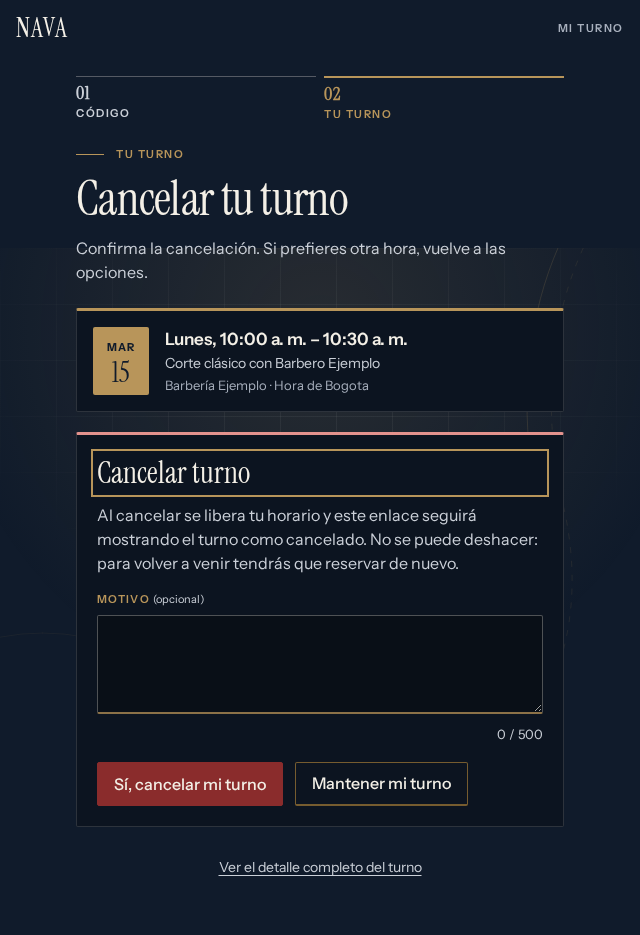 NAVA
MI TURNO
01
CÓDIGO
02
TU TURNO
TU TURNO
Cancelar tu turno
Confirma la cancelación. Si prefieres otra hora, vuelve a las
opciones.
MAR
15
Lunes, 10:00 a. m. – 10:30 a. m.
Corte clásico con Barbero Ejemplo
Barbería Ejemplo · Hora de Bogota
Cancelar turno
Al cancelar se libera tu horario y este enlace seguirá
mostrando el turno como cancelado. No se puede deshacer:
para volver a venir tendrás que reservar de nuevo.
MOTIVO (opcional)
0 / 500
Sí, cancelar mi turno
Mantener mi turno
Ver el detalle completo del turno